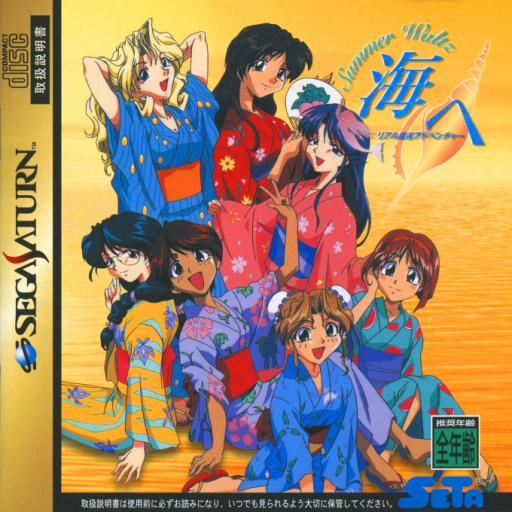 COMPACT
disc
取扱説明書
SEGA SATURN™
Summer Waltz
海へ
リアル麻雀アドベンチャー
推奨年齢
全年齢
SETA
取扱説明書は使用前に必ずお読みになり、いつでも見られるよう大切に保管してください。